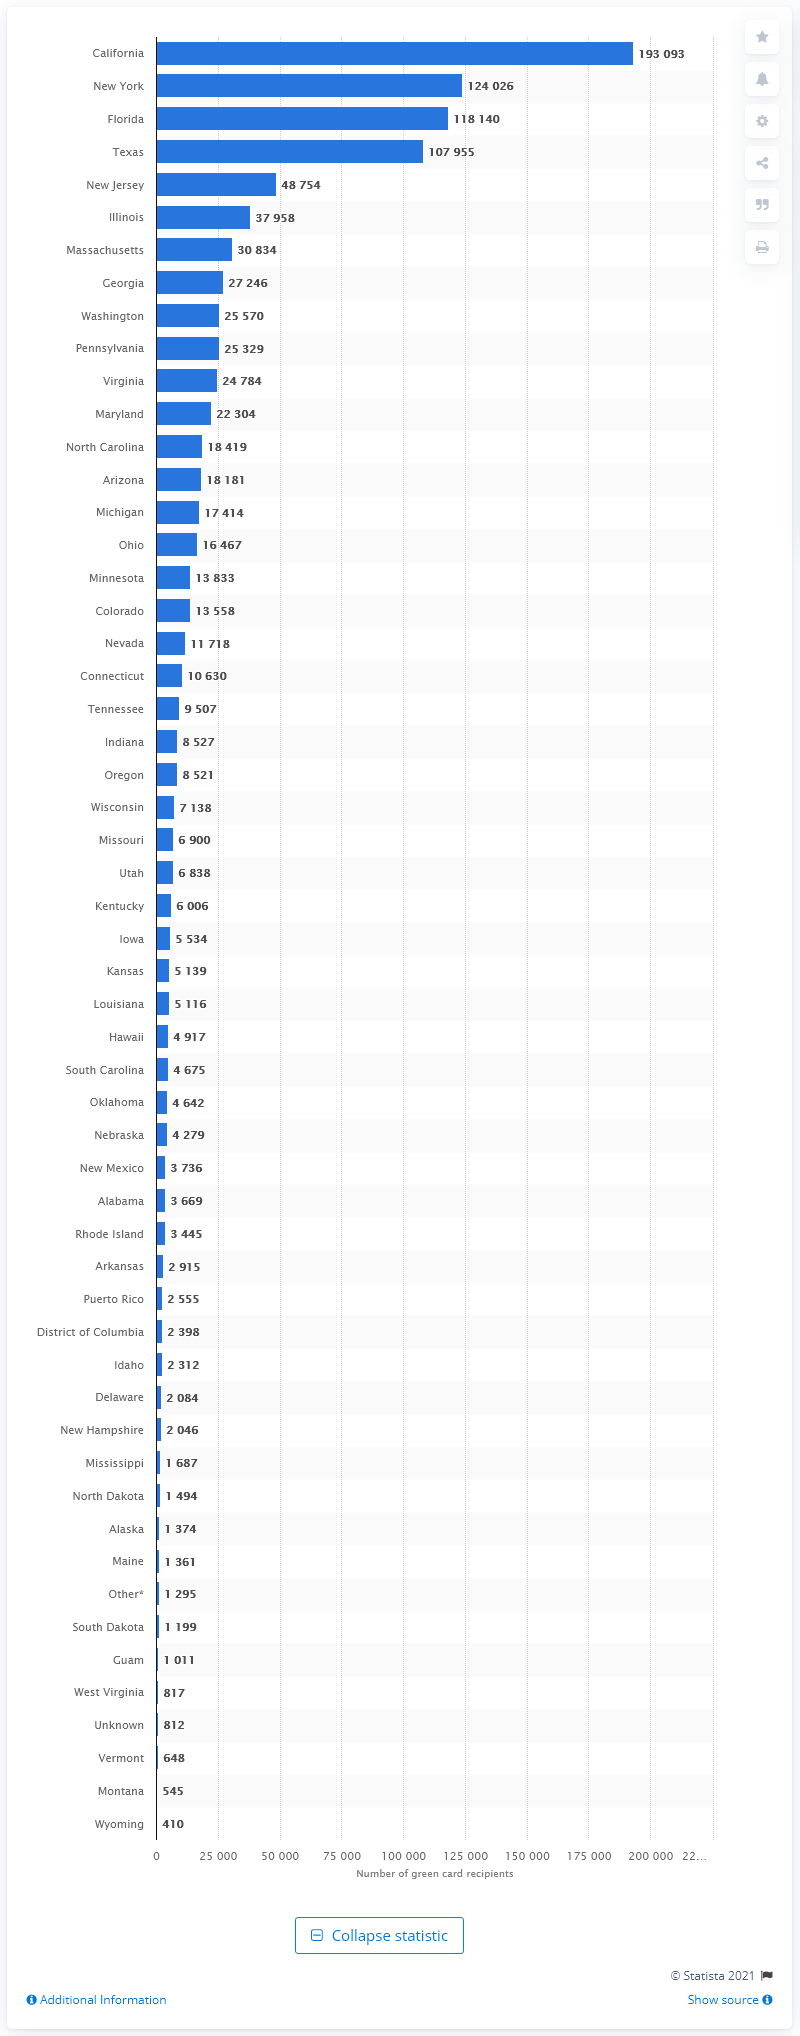 California 193 093
New York 124 026
Florida 118 140
Texas 107 955
New Jersey 48 754
Illinois 37 958
Massachusetts 30 834
Georgia 27 246
Washington 25 570
Pennsylvania 25 329
Virginia 24 784
Maryland 22 304
North Carolina 18 419
Arizona 18 181
Michigan 17 414
Ohio 16 467
Minnesota 13 833
Colorado 13 558
Nevada 11 718
Connecticut 10 630
Tennessee 9 507
Indiana 8 527
Oregon 8 521
Wisconsin 7 138
Missouri 6 900
Utah 6 838
Kentucky 6 006
Iowa 5 534
Kansas 5 139
Louisiana 5 116
Hawaii 4 917
South Carolina 4 675
Oklahoma 4 642
Nebraska 4 279
New Mexico 3 736
Alabama 3 669
Rhode Island 3 445
Arkansas 2 915
Puerto Rico 2 555
District of Columbia 2 398
Idaho 2 312
Delaware 2 084
New Hampshire 2 046
Mississippi 1 687
North Dakota 1 494
Alaska 1 374
Maine 1 361
Other* 1 295
South Dakota 1 199
Guam 1 011
West Virginia 817
Unknown 812
Vermont 648
Montana 545
Wyoming 410
0 25 000 50 000 75 000 100 000 125 000 150 000 175 000 200 000 22...
Number of green card recipients
Collapse statistic
© Statista 2021
Additional Information Show source